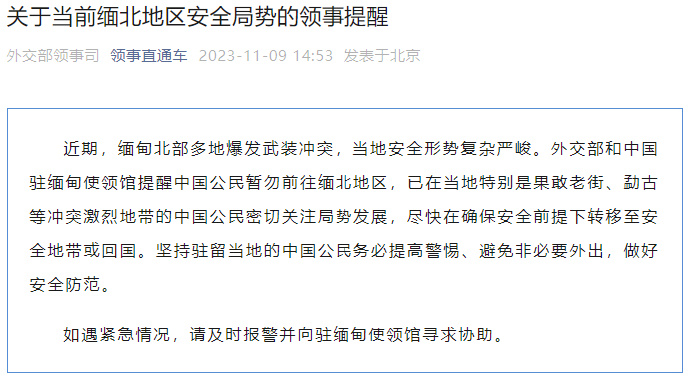 关于当前缅北地区安全局势的领事提醒
外交部领事司 领事直通车 2023-11-09 14:53 发表于北京
近期，缅甸北部多地爆发武装冲突，当地安全形势复杂严峻。外交部和中国
驻缅甸使领馆提醒中国公民暂勿前往缅北地区，已在当地特别是果敢老街、勐古
等冲突激烈地带的中国公民密切关注局势发展，尽快在确保安全前提下转移至安
全地带或回国。坚持驻留当地的中国公民务必提高警惕、避免非必要外出，做好
安全防范。
如遇紧急情况，请及时报警并向驻缅甸使领馆寻求协助。